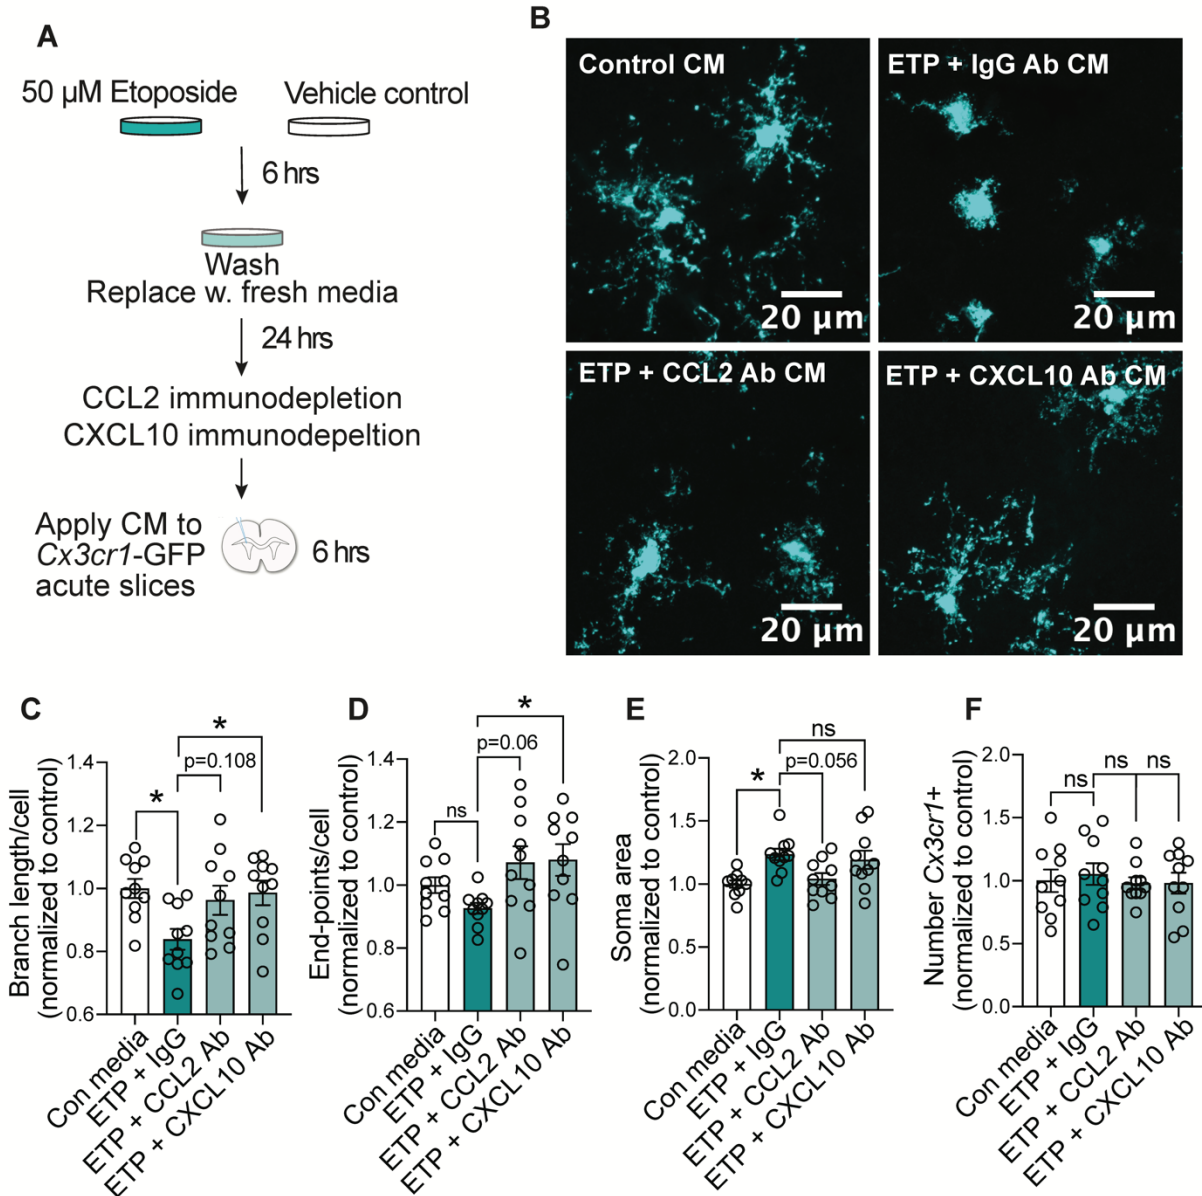 A
50 µM Etoposide
Vehicle control
6 hrs
Wash
Replace w. fresh media
24 hrs
CCL2 immunodepletion
CXCL10 immunodepeltion
Apply CM to
Cx3cr1-GFP
acute slices
6 hrs
B
Control CM
20 µm
ETP + IgG Ab CM
20 µm
ETP + CCL2 Ab CM
20 µm
ETP + CXCL10 Ab CM
20 µm
C
Branch length/cell
(normalized to control)
1.4
1.2
1.0
0.8
0.6
*
p=0.108
*
Con media
ETP + IgG
ETP + CCL2 Ab
ETP + CXCL10 Ab
D
End-points/cell
(normalized to control)
1.4
1.2
1.0
0.8
0.6
*
p=0.06
ns
Con media
ETP + IgG
ETP + CCL2 Ab
ETP + CXCL10 Ab
E
Soma area
(normalized to control)
2.0
1.5
1.0
0.5
0.0
ns
p=0.056
*
Con media
ETP + IgG
ETP + CCL2 Ab
ETP + CXCL10 Ab
F
Number Cx3cr1+
(normalized to control)
2.0
1.5
1.0
0.5
0.0
ns
ns
ns
Con media
ETP + IgG
ETP + CCL2 Ab
ETP + CXCL10 Ab